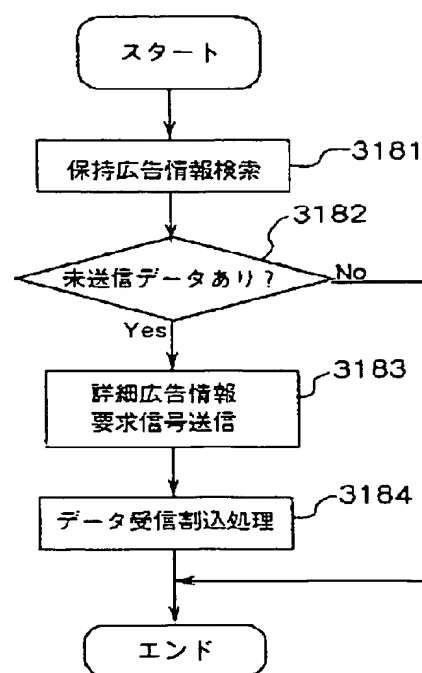 スタート
保持広告情報検索
3181
3182
未送信データあり?
No
Yes
詳細広告情報
要求信号送信
3183
データ受信割込処理
3184
エンド